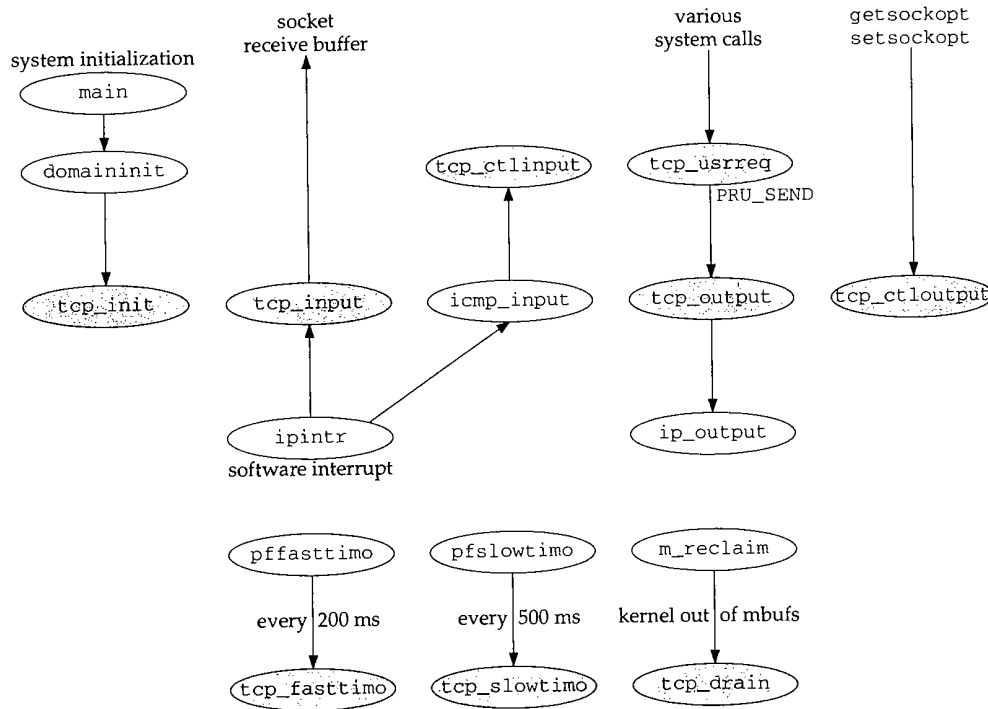 socket
receive buffer
various
system calls
getsockopt
setsockopt
system initialization
main
domaininit
tcp_ctlinput
tcp_usrreq
PRU_SEND
tcp_init
tcp_input
icmp_input
tcp_output
tcp_ctloutput
ipintr
software interrupt
ip_output
pffasttimo
pfslowtimo
m_reclaim
every 200 ms
every 500 ms
kernel out of mbufs
tcp_fasttimo
tcp_slowtimo
tcp_drain